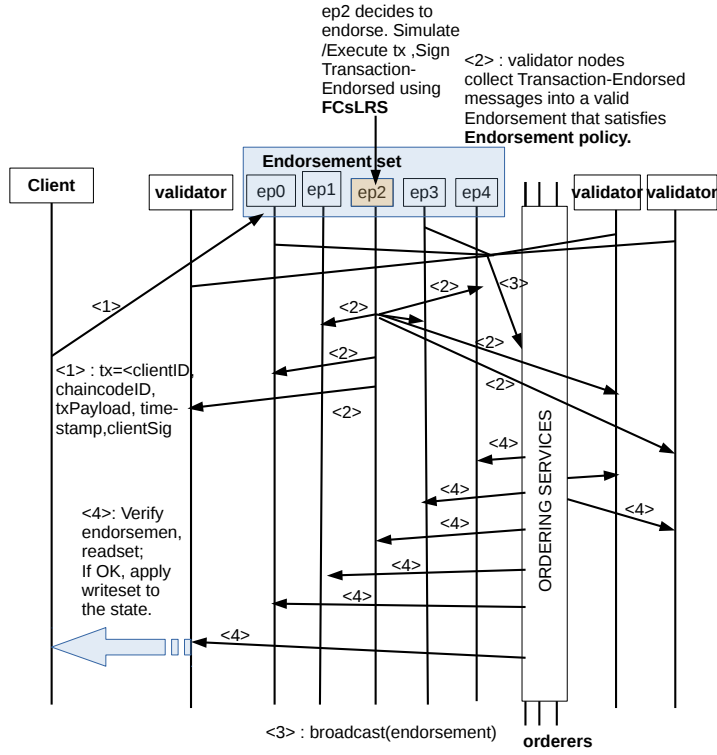 ep2 decides to
endorse. Simulate
/Execute tx ,Sign
Transaction-
Endorsed using
FCsLRS
<2> : validator nodes
collect Transaction-Endorsed
messages into a valid
Endorsement that satisfies
Endorsement policy.
Endorsement set
Client
validator
ep0
ep1
ep2
ep3
ep4
validator
validator
<1>
<2>
<3>
<2>
<2>
<2>
<2>
<2>
<1> : tx=<clientID,
chaincodeID,
txPayload, time-
stamp,clientSig
ORDERING SERVICES
<4>
<4>
<4>
<4>
<4>
<4>
<4>
<4>: Verify
endorsemen,
readset;
If OK, apply
writeset to
the state.
<3> : broadcast(endorsement)
orderers